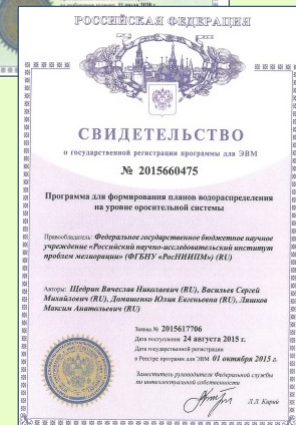 РОССИЙСКАЯ ФЕДЕРАЦИЯ
СВИДЕТЕЛЬСТВО
о государственной регистрации программы для ЭВМ
№ 2015660475
Программа для формирования планов водораспределения
на уровне оросительной системы
Правообладатель: Федеральное государственное бюджетное научное
учреждение «Российский научно-исследовательский институт
проблем мелиорации» (ФГБНУ «РосНИИПМ») (RU)
Авторы: Щедрин Вячеслав Николаевич (RU), Васильев Сергей
Михайлович (RU), Домашенко Юлия Евгеньевна (RU), Ляшков
Максим Анатольевич (RU)
Заявка № 2015617706
Дата поступления 24 августа 2015 г.
Дата государственной регистрации
в Реестре программ для ЭВМ 01 октября 2015 г.
Заместитель руководителя Федеральной службы
по интеллектуальной собственности
Л.Л. Кирий